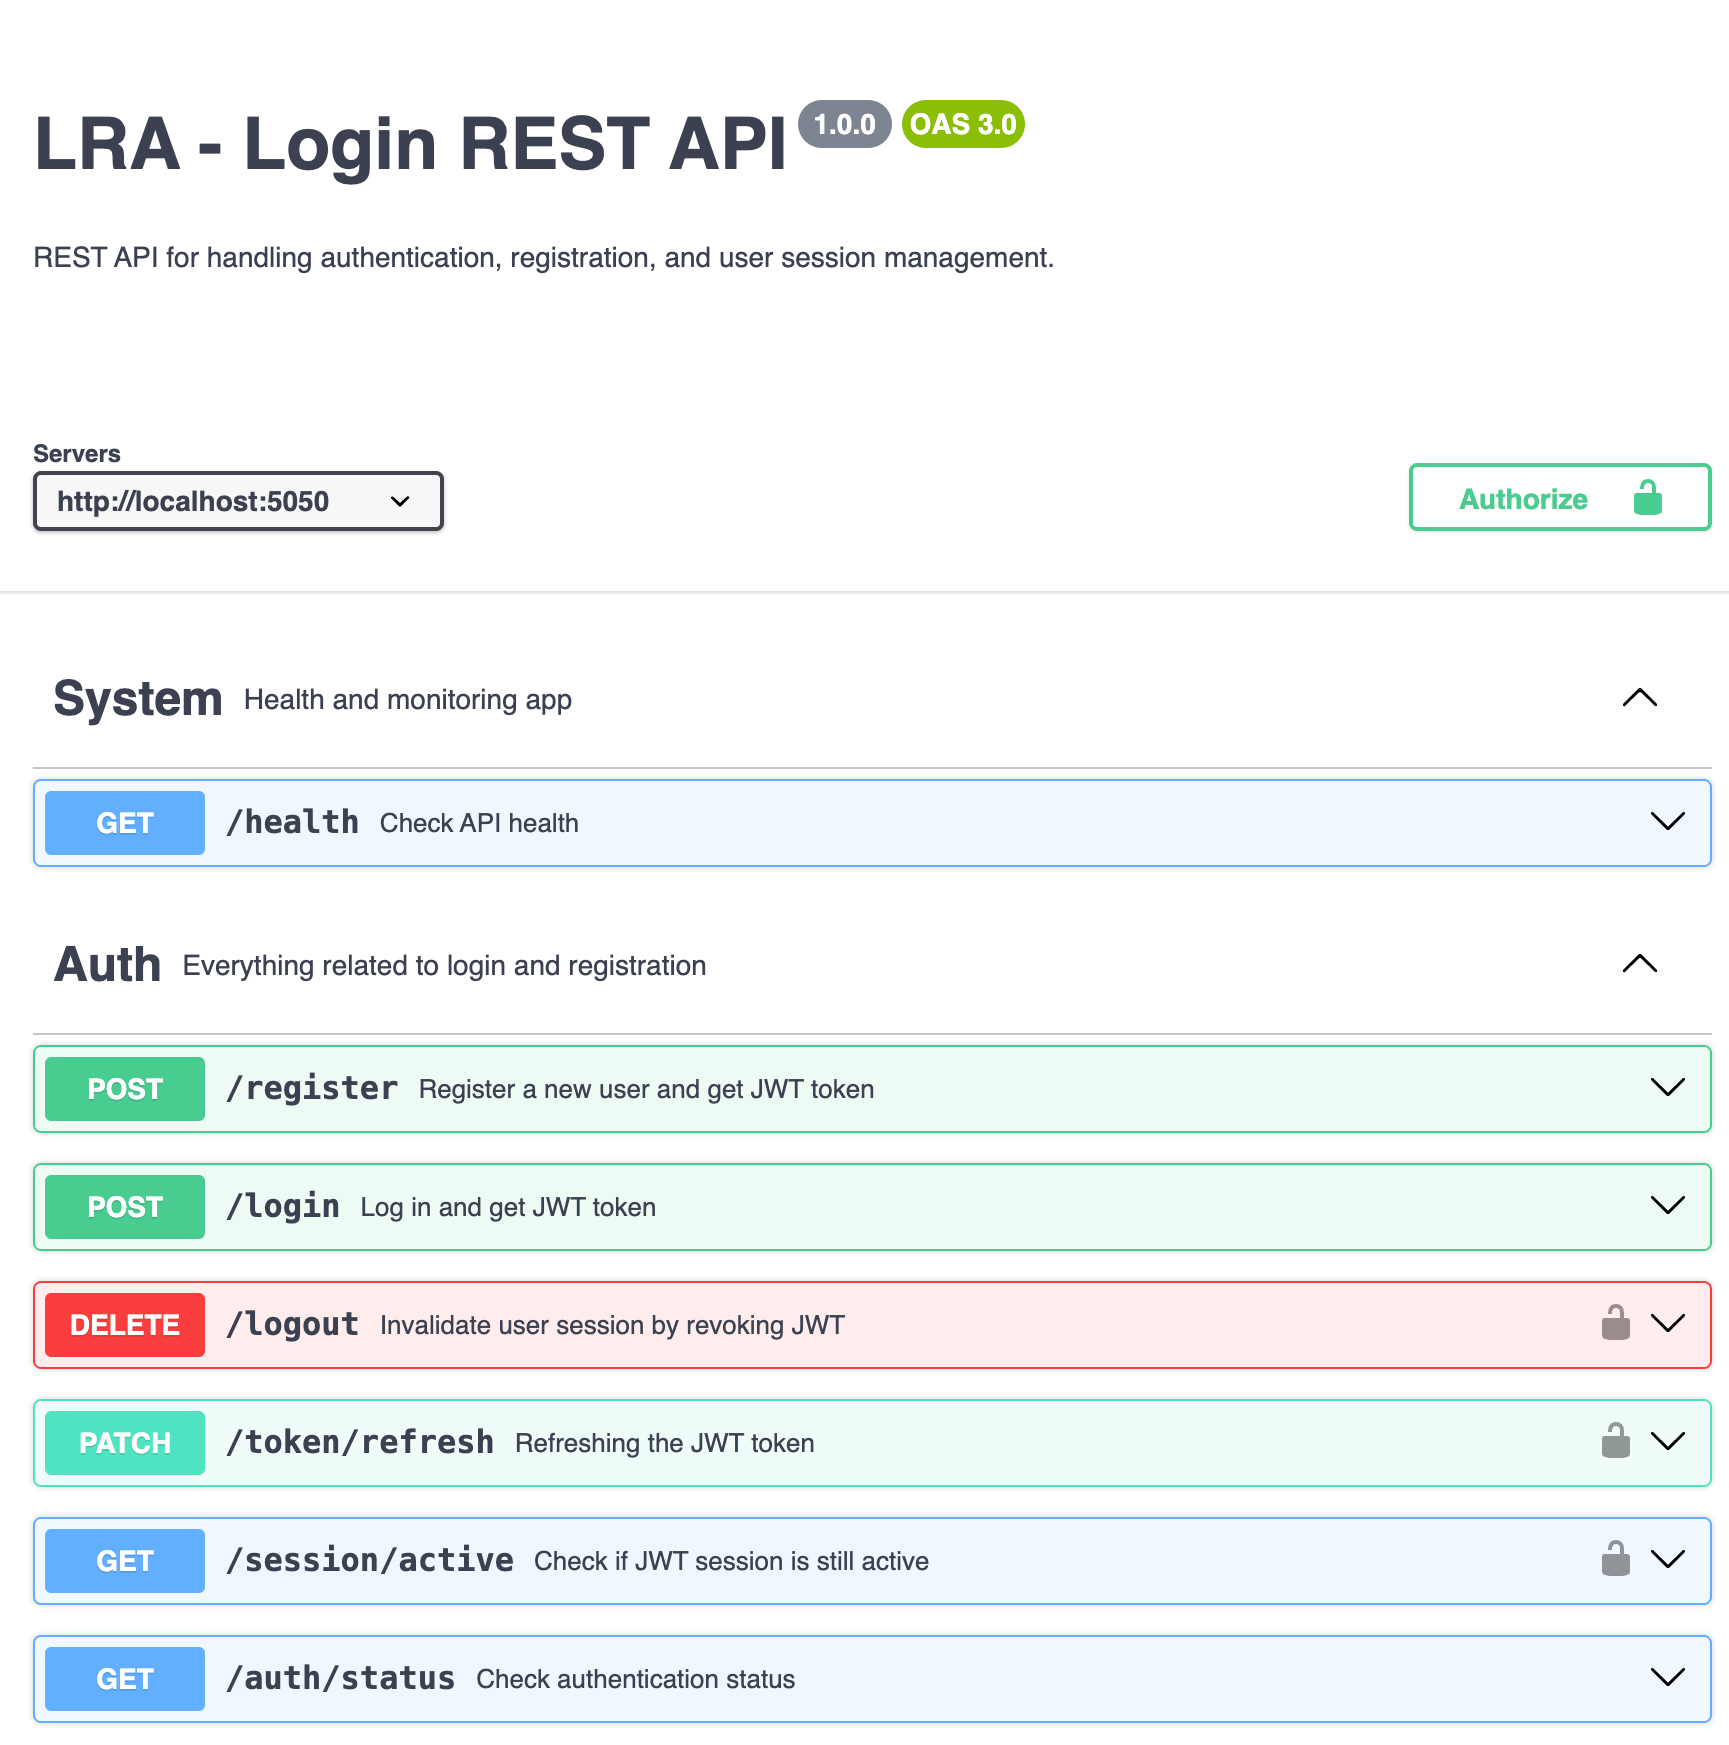 LRA - Login REST API 1.0.0 OAS 3.0
REST API for handling authentication, registration, and user session management.
Servers
http://localhost:5050
Authorize
System Health and monitoring app
GET /health Check API health
Auth Everything related to login and registration
POST /register Register a new user and get JWT token
POST /login Log in and get JWT token
DELETE /logout Invalidate user session by revoking JWT
PATCH /token/refresh Refreshing the JWT token
GET /session/active Check if JWT session is still active
GET /auth/status Check authentication status